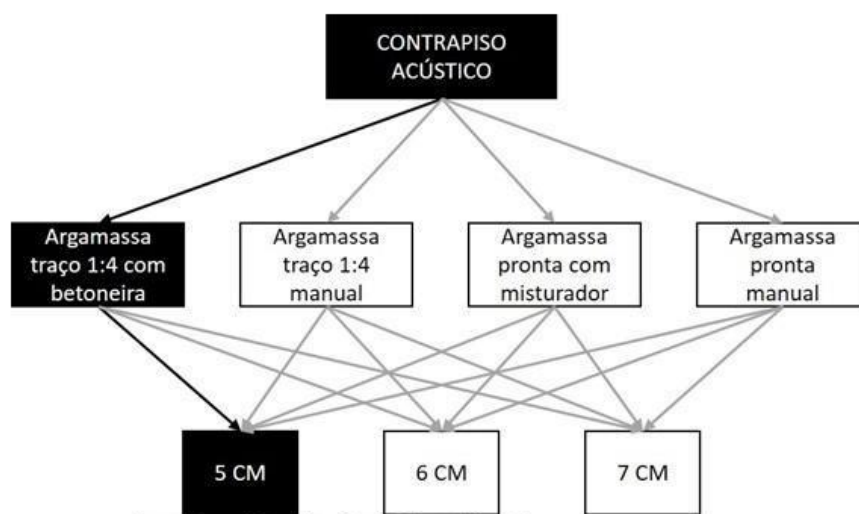 CONTRAPISO
ACÚSTICO
Argamassa
traço 1:4 com
betoneira
Argamassa
traço 1:4
manual
Argamassa
pronta com
misturador
Argamassa
pronta
manual
5 CM
6 CM
7 CM